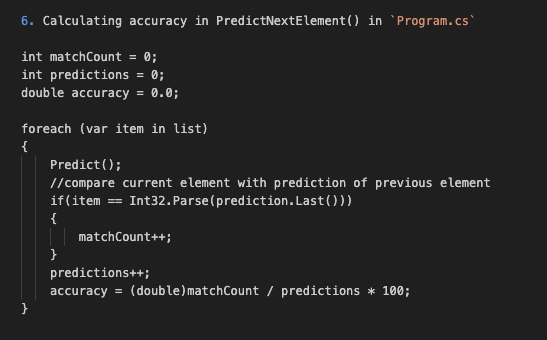 6. Calculating accuracy in PredictNextElement() in `Program.cs`
int matchCount = 0;
int predictions = 0;
double accuracy = 0.0;
foreach (var item in list)
{
Predict();
//compare current element with prediction of previous element
if(item == Int32.Parse(prediction.Last()))
{
matchCount++;
}
predictions++;
accuracy = (double)matchCount / predictions * 100;
}